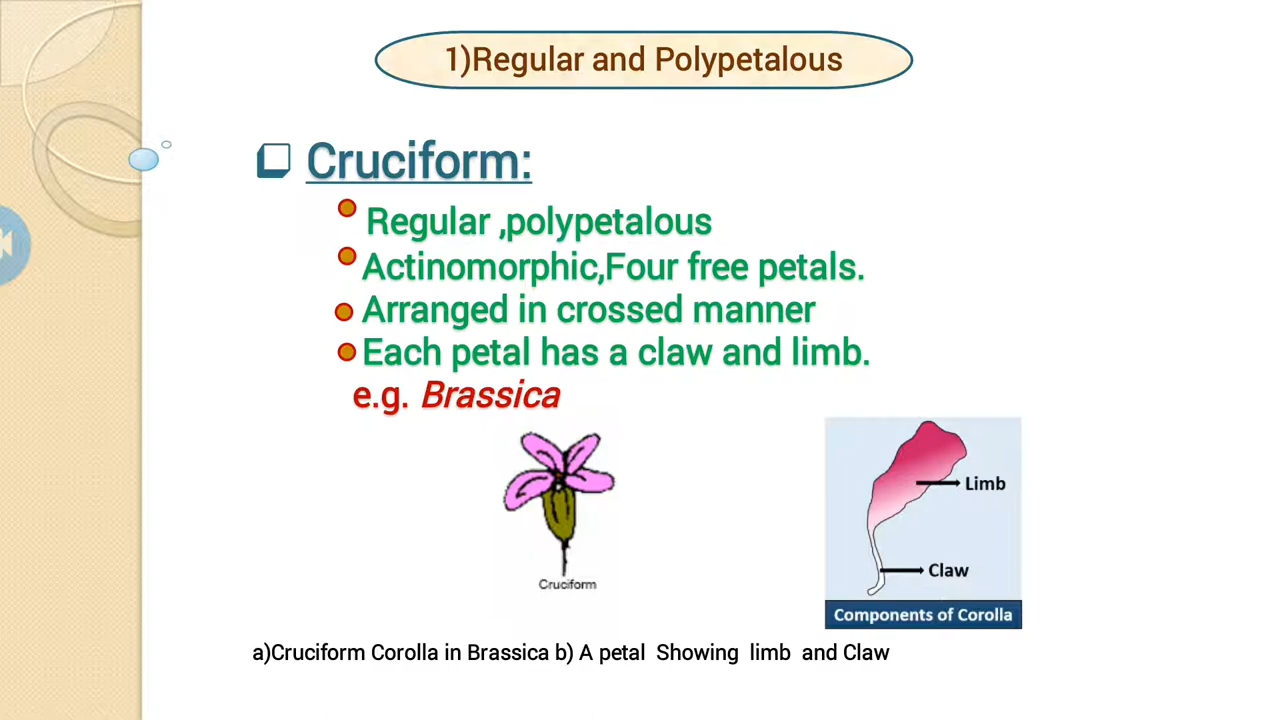 1)Regular and Polypetalous
Cruciform:
Regular ,polypetalous
Actinomorphic,Four free petals.
Arranged in crossed manner
Each petal has a claw and limb.
e.g. Brassica
Cruciform
Limb
Claw
Components of Corolla
a)Cruciform Corolla in Brassica b) A petal Showing limb and Claw